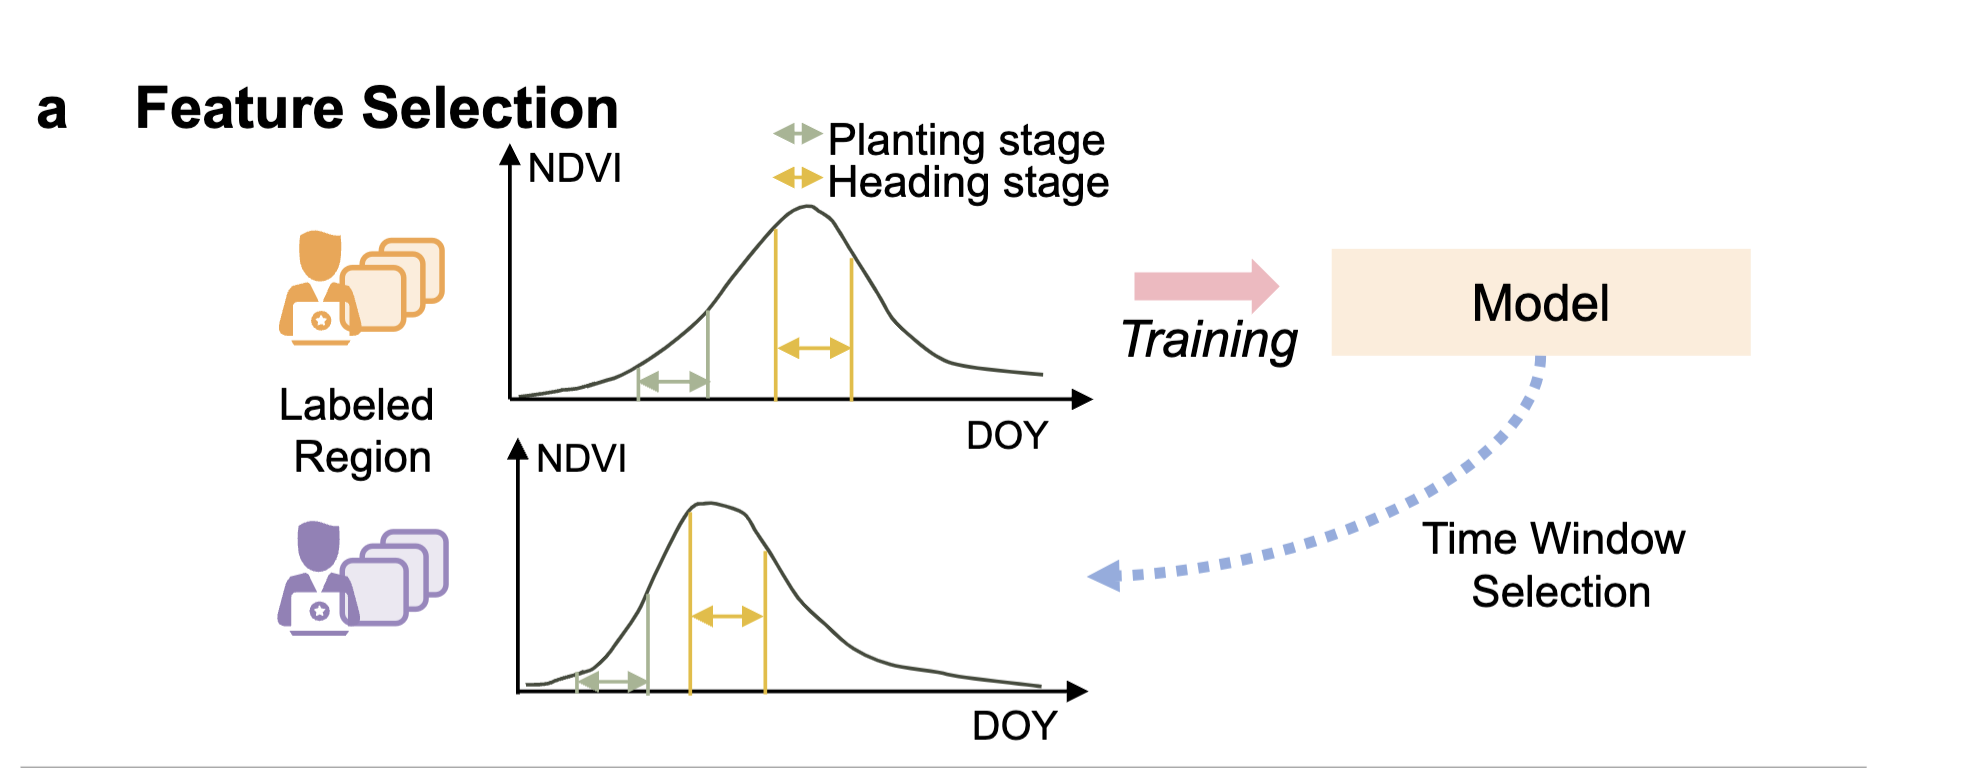 a Feature Selection
NDVI
Planting stage
Heading stage
Labeled
Region
DOY
Training
Model
NDVI
DOY
Time Window
Selection